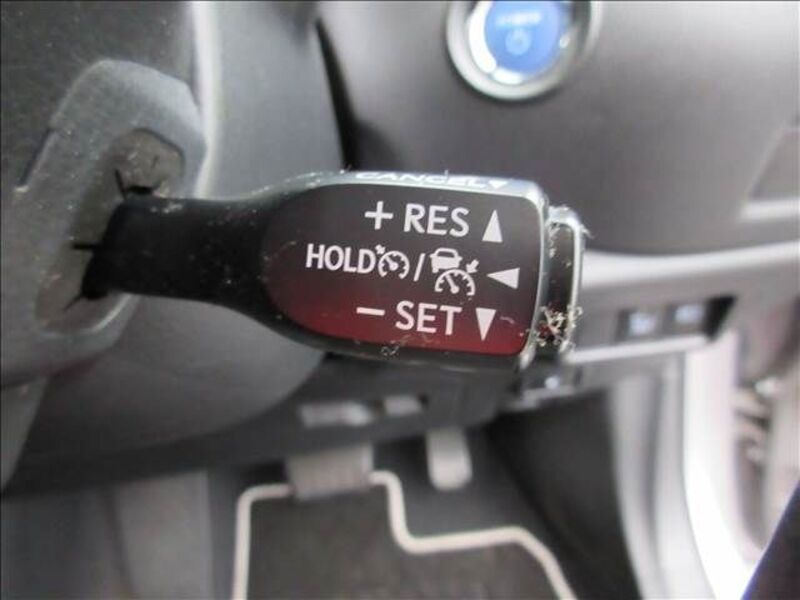 CANCEL
+ RES
HOLD /
− SET